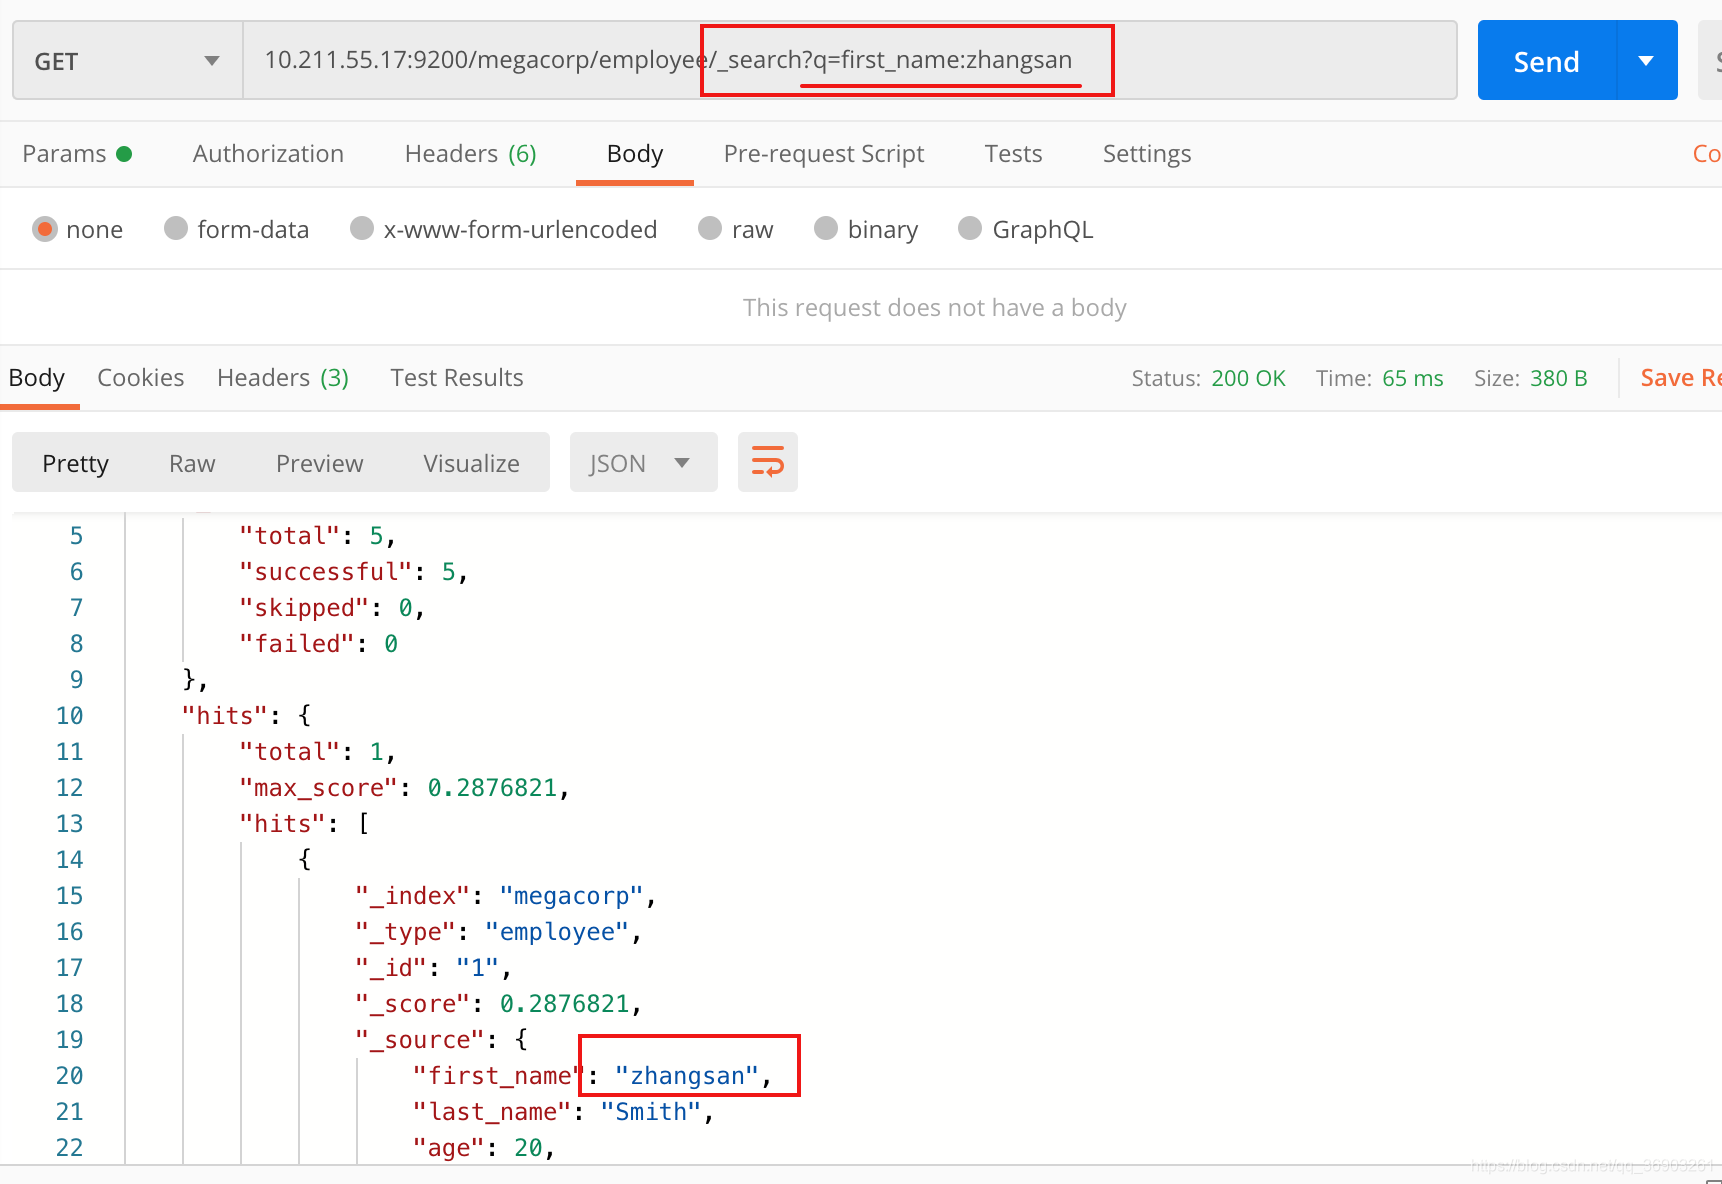 GET 10.211.55.17:9200/megacorp/employee/_search?q=first_name:zhangsan Send
Params Authorization Headers (6) Body Pre-request Script Tests Settings Co
none form-data x-www-form-urlencoded raw binary GraphQL
This request does not have a body
Body Cookies Headers (3) Test Results Status: 200 OK Time: 65 ms Size: 380 B Save Re
Pretty Raw Preview Visualize JSON
5 "total": 5,
6 "successful": 5,
7 "skipped": 0,
8 "failed": 0
9 },
10 "hits": {
11 "total": 1,
12 "max_score": 0.2876821,
13 "hits": [
14 {
15 "_index": "megacorp",
16 "_type": "employee",
17 "_id": "1",
18 "_score": 0.2876821,
19 "_source": {
20 "first_name": "zhangsan",
21 "last_name": "Smith",
22 "age": 20,
https://blog.csdn.net/qq_36903261